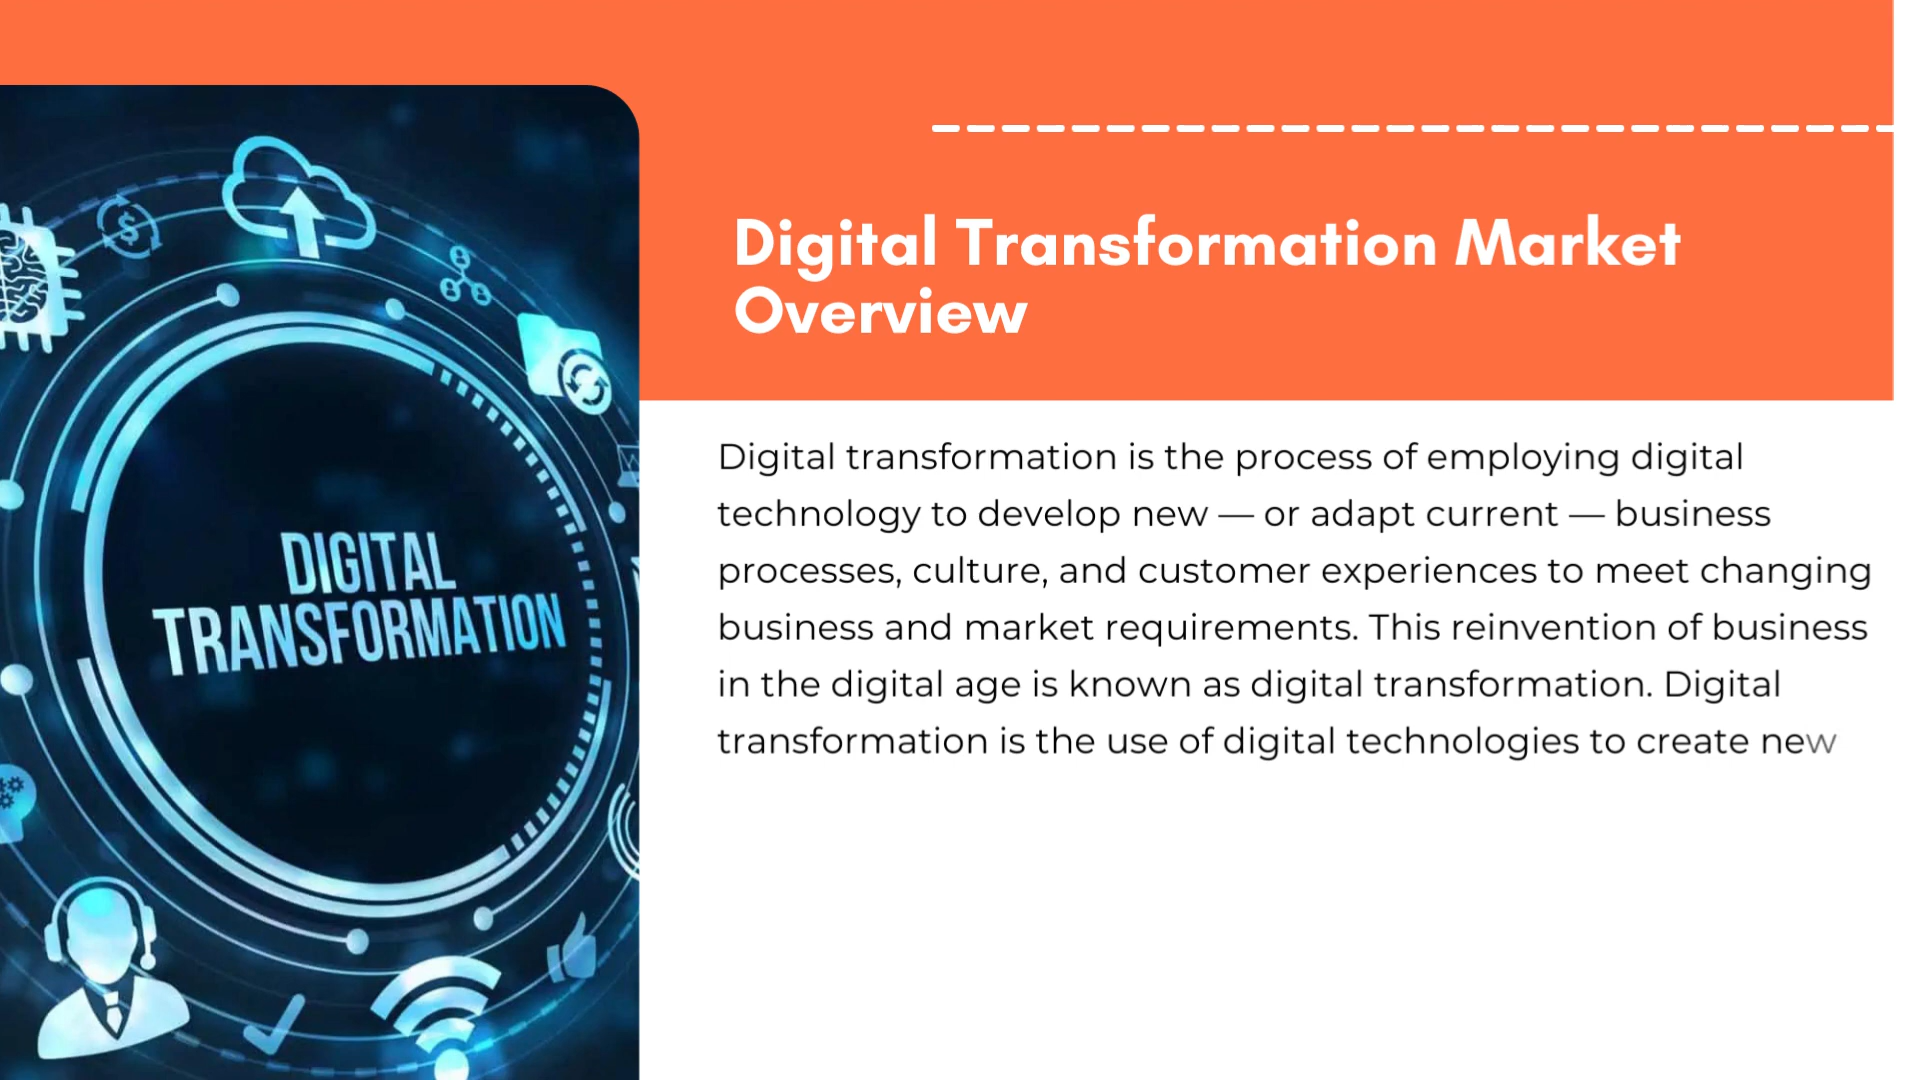 DIGITAL
TRANSFORMATION
Digital Transformation Market
Overview
Digital transformation is the process of employing digital
technology to develop new — or adapt current — business
processes, culture, and customer experiences to meet changing
business and market requirements. This reinvention of business
in the digital age is known as digital transformation. Digital
transformation is the use of digital technologies to create new